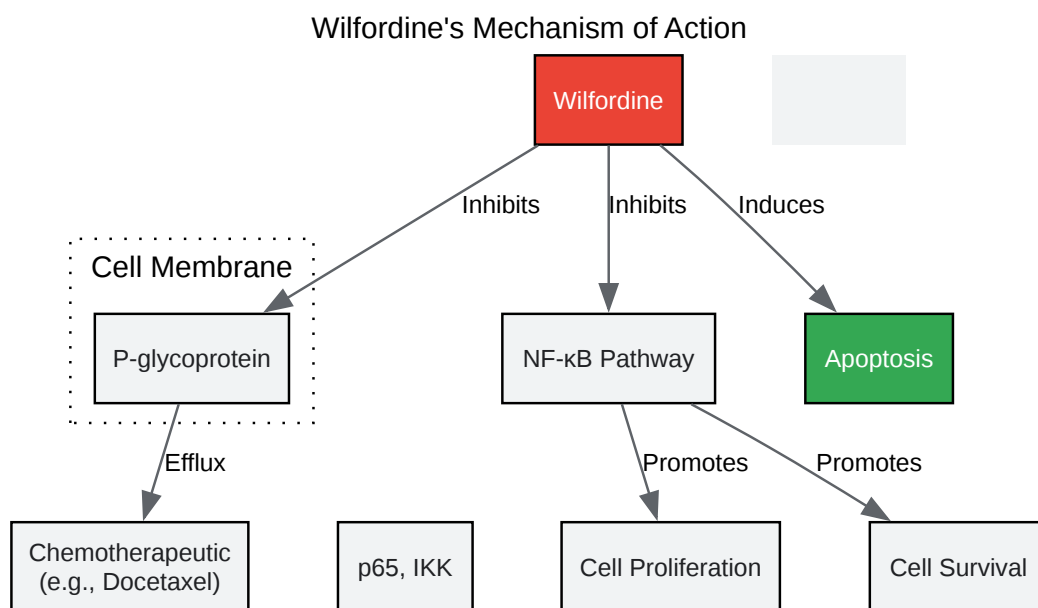 Wilfordine's Mechanism of Action
Wilfordine
Inhibits
Inhibits
Induces
Cell Membrane
P-glycoprotein
NF-κB Pathway
Apoptosis
Efflux
Promotes
Promotes
Chemotherapeutic
(e.g., Docetaxel)
p65, IKK
Cell Proliferation
Cell Survival